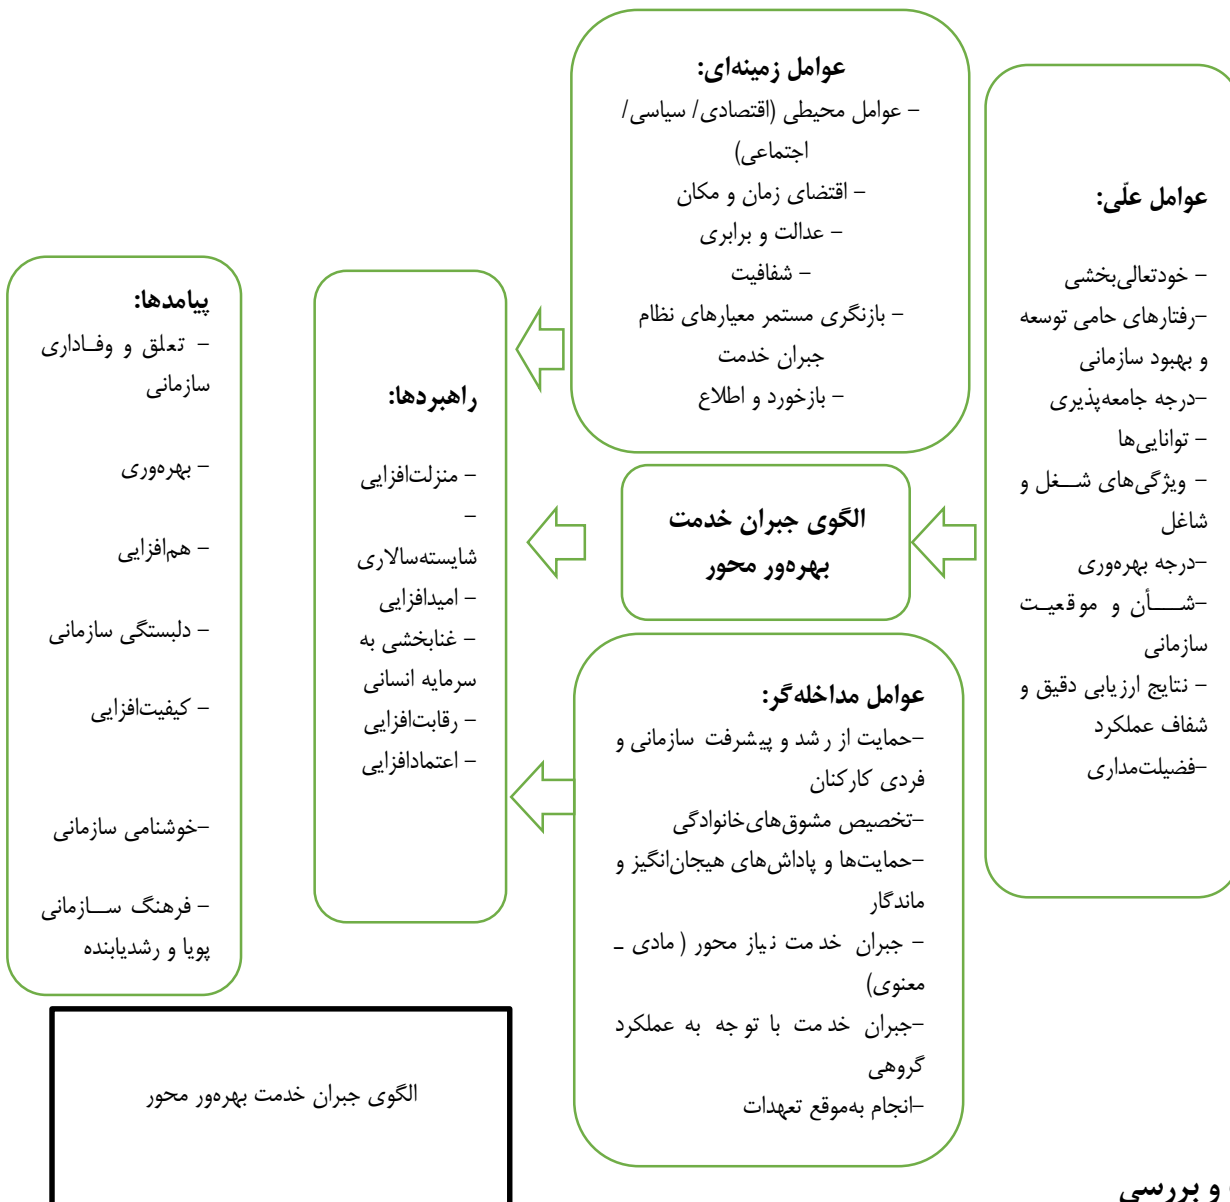 عوامل زمینه‌ای:
– عوامل محیطی (اقتصادی/ سیاسی/
اجتماعی)
– اقتضای زمان و مکان
– عدالت و برابری
– شفافیت
– بازنگری مستمر معیارهای نظام
جبران خدمت
– بازخورد و اطلاع
عوامل علّی:
– خودتعالی‌بخشی
–رفتارهای حامی توسعه
و بهبود سازمانی
–درجه جامعه‌پذیری
– توانایی‌ها
– ویژگی‌های شغل و
شاغل
–درجه بهره‌وری
–شأن و موقعیت
سازمانی
– نتایج ارزیابی دقیق و
شفاف عملکرد
–فضیلت‌مداری
الگوی جبران خدمت
بهره‌ور محور
عوامل مداخله‌گر:
–حمایت از رشد و پیشرفت سازمانی و
فردی کارکنان
–تخصیص مشوق‌های‌خانوادگی
–حمایت‌ها و پاداش‌های هیجان‌انگیز و
ماندگار
– جبران خدمت نیاز محور (مادی ـ
معنوی)
–جبران خدمت با توجه به عملکرد
گروهی
–انجام به‌موقع تعهدات
راهبردها:
– منزلت‌افزایی
–
شایسته‌سالاری
– امیدافزایی
– غنابخشی به
سرمایه انسانی
– رقابت‌افزایی
– اعتمادافزایی
پیامدها:
– تعلق و وفاداری
سازمانی
– بهره‌وری
– هم‌افزایی
– دلبستگی سازمانی
– کیفیت‌افزایی
–خوشنامی سازمانی
– فرهنگ سازمانی
پویا و رشدیابنده
الگوی جبران خدمت بهره‌ور محور
و بررسی